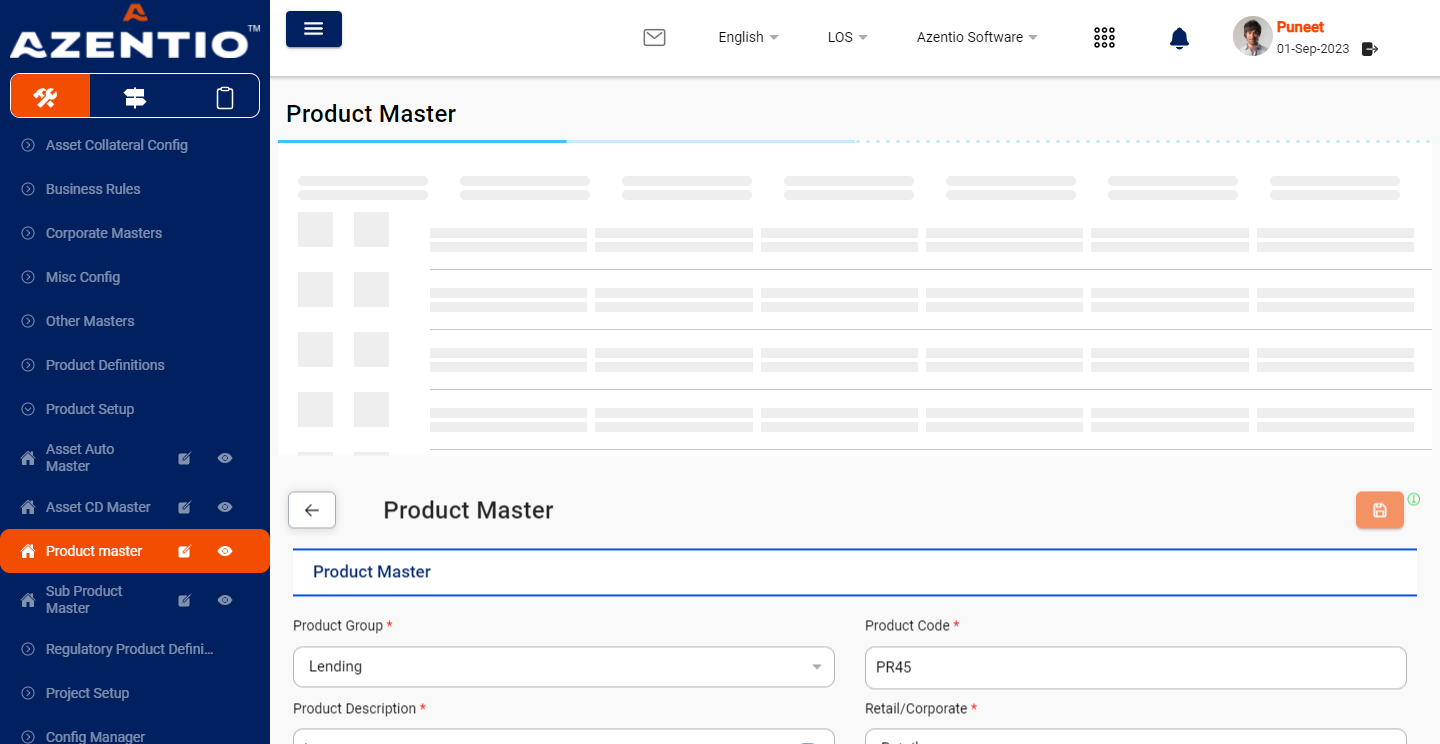 AZENTIO™
English
LOS
Azentio Software
Puneet
01-Sep-2023
Asset Collateral Config
Business Rules
Corporate Masters
Misc Config
Other Masters
Product Definitions
Product Setup
Asset Auto
Master
Asset CD Master
Product master
Sub Product
Master
Regulatory Product Defini...
Project Setup
Config Manager
Product Master
Product Master
Product Master
Product Group *
Product Code *
Lending
PR45
Product Description *
Retail/Corporate *